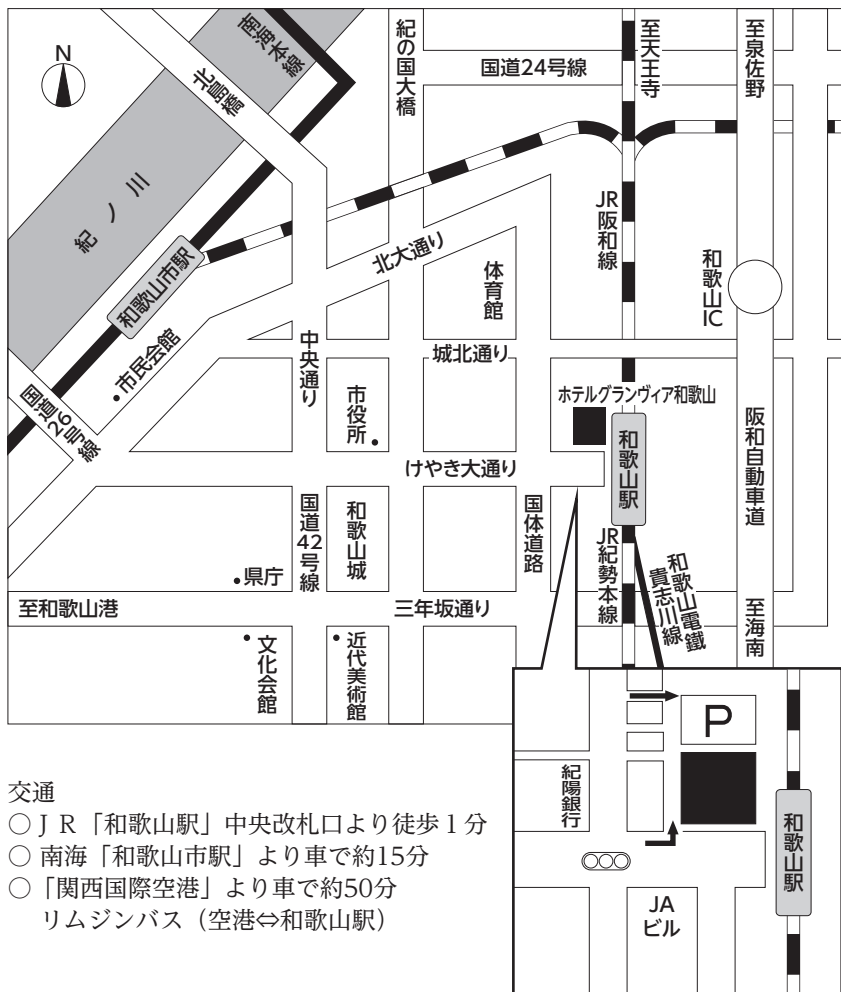 N
南海本線
北島橋
紀の国大橋
国道24号線
至天王寺
至泉佐野
紀ノ川
和歌山市駅
北大通り
JR阪和線
体育館
和歌山IC
市民会館
中央通り
城北通り
ホテルグランヴィア和歌山
国道26号線
市役所
けやき大通り
和歌山駅
阪和自動車道
国道42号線
和歌山城
国体道路
JR紀勢本線
和歌山電鐵
貴志川線
県庁
至和歌山港
三年坂通り
至海南
文化会館
近代美術館
P
紀陽銀行
和歌山駅
JA
ビル
交通
○ＪＲ「和歌山駅」中央改札口より徒歩１分
○ 南海「和歌山市駅」より車で約15分
○「関西国際空港」より車で約50分
リムジンバス（空港⇔和歌山駅）